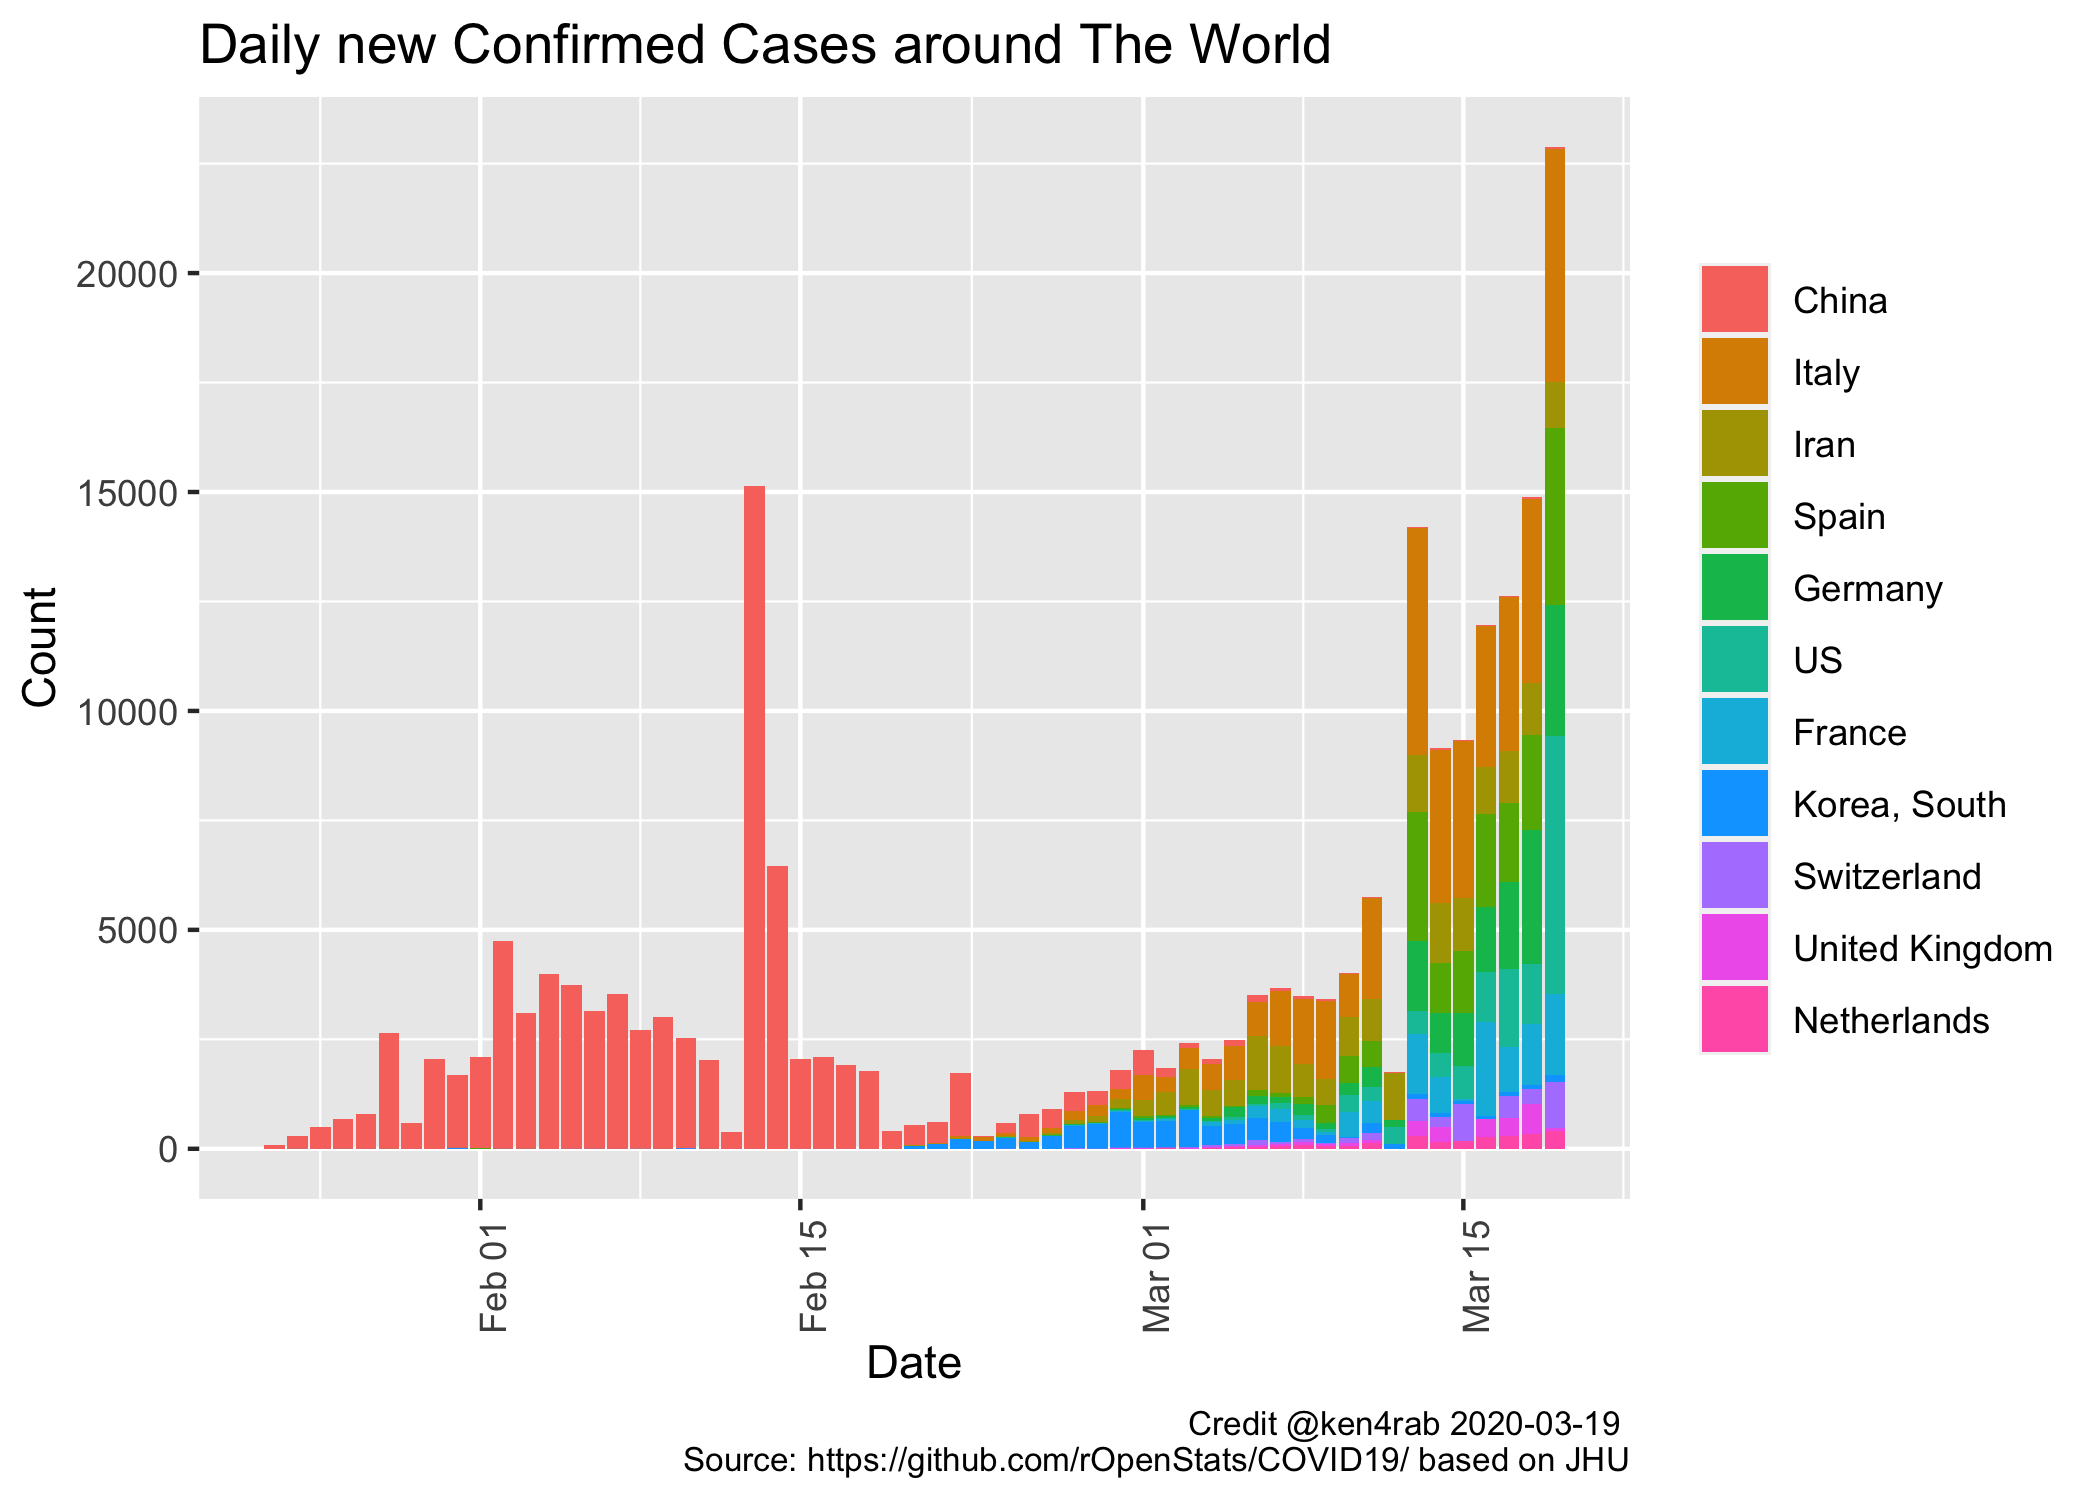 Daily new Confirmed Cases around The World
Count
20000
15000
10000
5000
0
Feb 01
Feb 15
Mar 01
Mar 15
Date
China
Italy
Iran
Spain
Germany
US
France
Korea, South
Switzerland
United Kingdom
Netherlands
Credit @ken4rab 2020-03-19
Source: https://github.com/rOpenStats/COVID19/ based on JHU